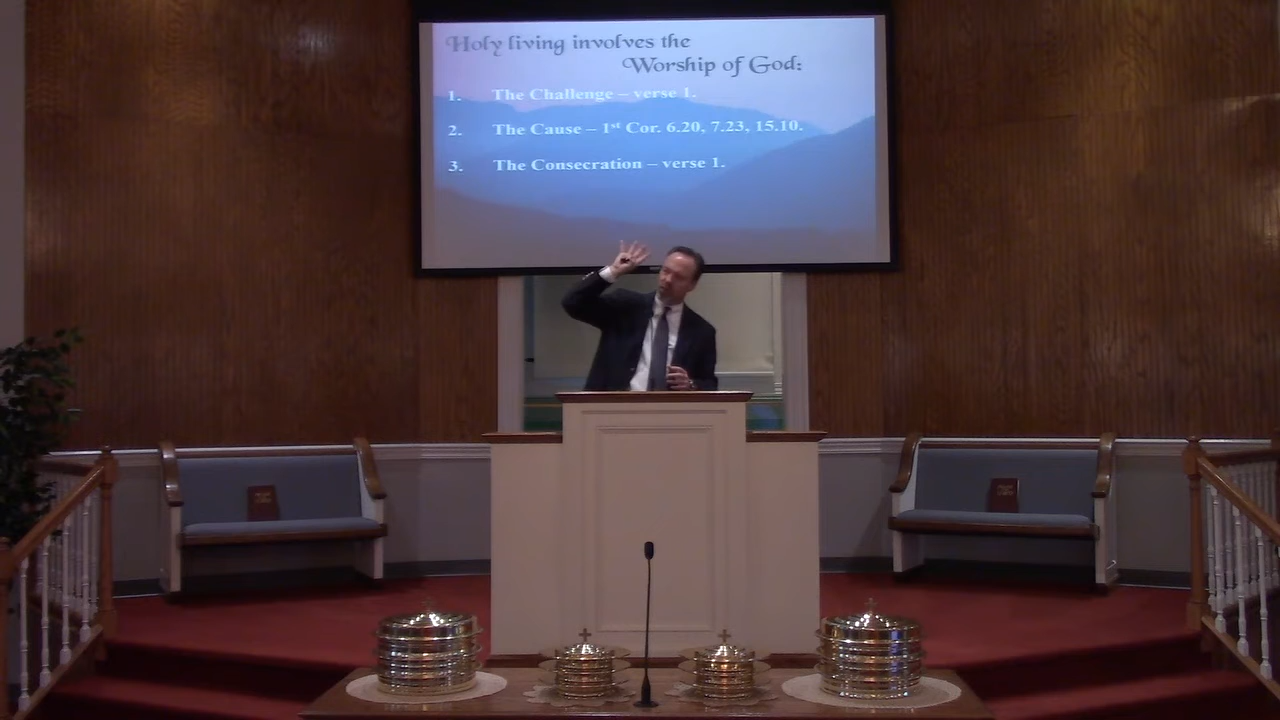 Holy living involves the
Worship of God:
1. The Challenge – verse 1.
2. The Cause – 1st Cor. 6.20, 7.23, 15.10.
3. The Consecration – verse 1.